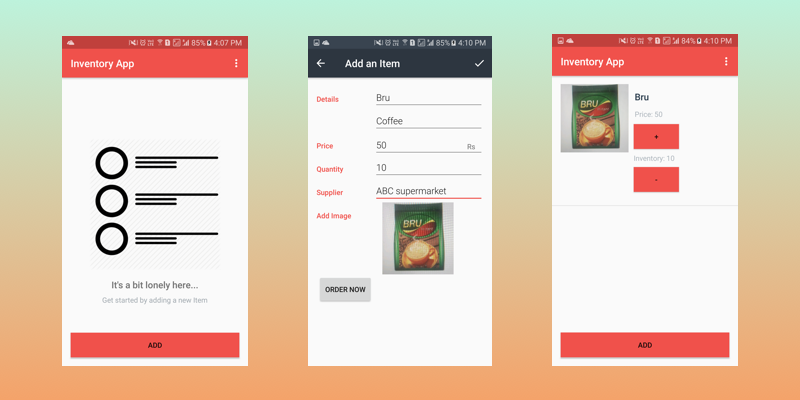 85% 4:07 PM
Inventory App
It's a bit lonely here...
Get started by adding a new Item
ADD
85% 4:10 PM
Add an Item
Details
Bru
Coffee
Price
50
Rs
Quantity
10
Supplier
ABC supermarket
Add Image
BRU
ORDER NOW
84% 4:10 PM
Inventory App
BRU
Bru
Price: 50
+
Inventory: 10
-
ADD